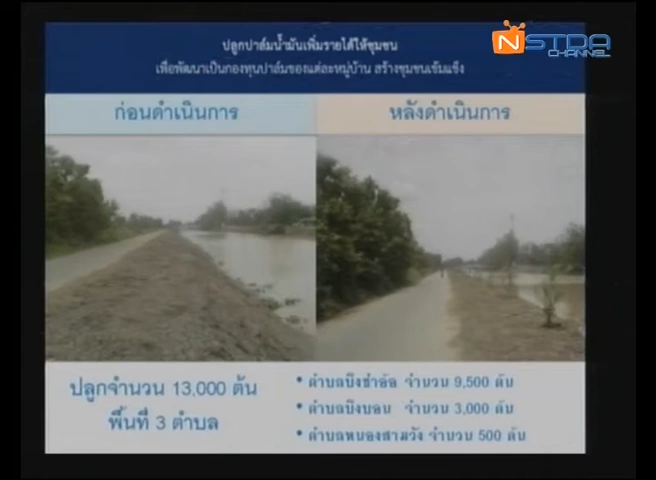 ปลูกปาล์มน้ำมันเพิ่มรายได้ให้ชุมชน
เพื่อพัฒนาเป็นกองทุนปาล์มของแต่ละหมู่บ้าน สร้างชุมชนเข้มแข็ง
NSTDA
CHANNEL
ก่อนดำเนินการ
หลังดำเนินการ
ปลูกจำนวน 13,000 ต้น
พื้นที่ 3 ตำบล
• ตำบลบึงชำอ้อ จำนวน 9,500 ต้น
• ตำบลบึงบอน จำนวน 3,000 ต้น
• ตำบลหนองสามวัง จำนวน 500 ต้น